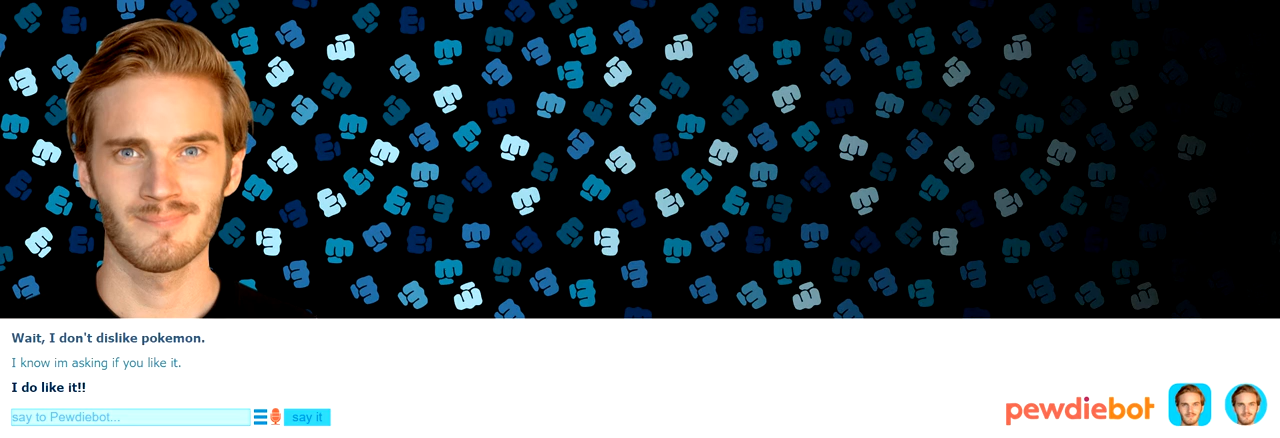 Wait, I don't dislike pokemon.
I know im asking if you like it.
I do like it!!
say to Pewdiebot...
say it
pewdiebot